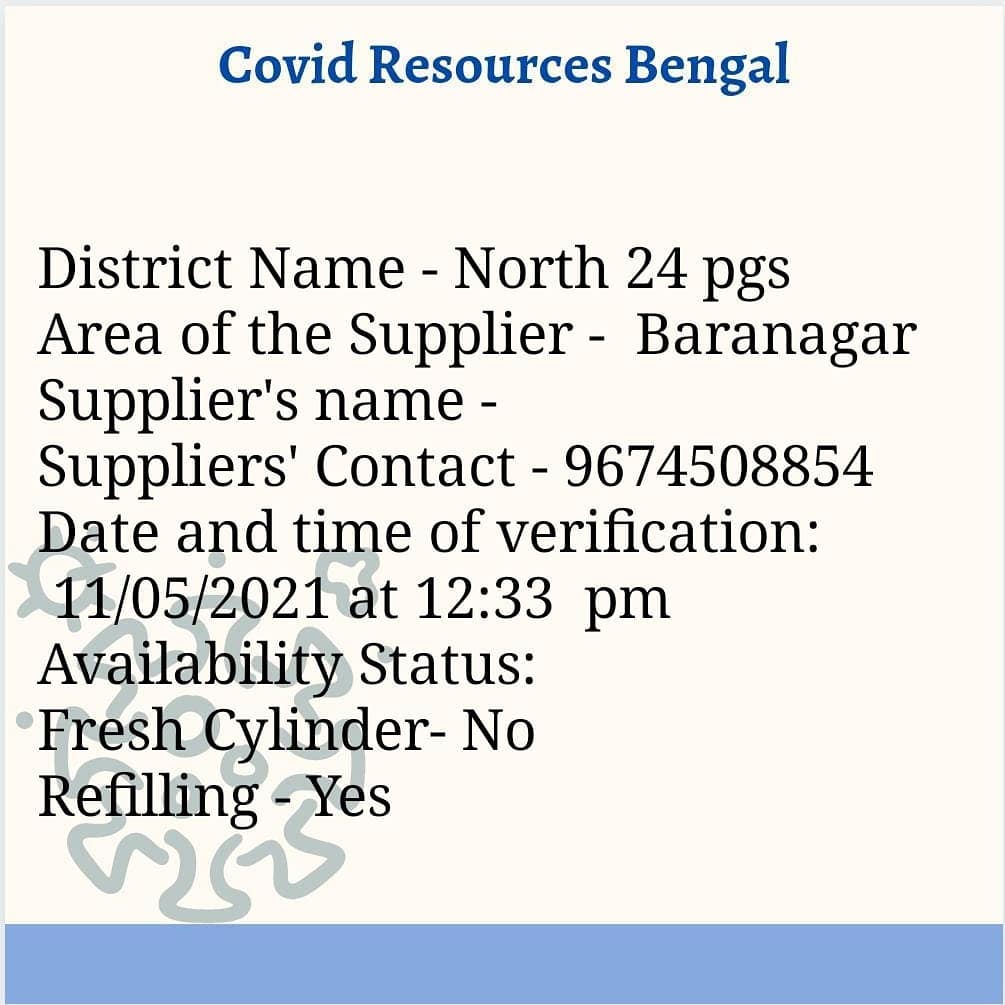 Covid Resources Bengal
District Name - North 24 pgs
Area of the Supplier - Baranagar
Supplier's name -
Suppliers' Contact - 9674508854
Date and time of verification:
11/05/2021 at 12:33 pm
Availability Status:
Fresh Cylinder- No
Refilling - Yes